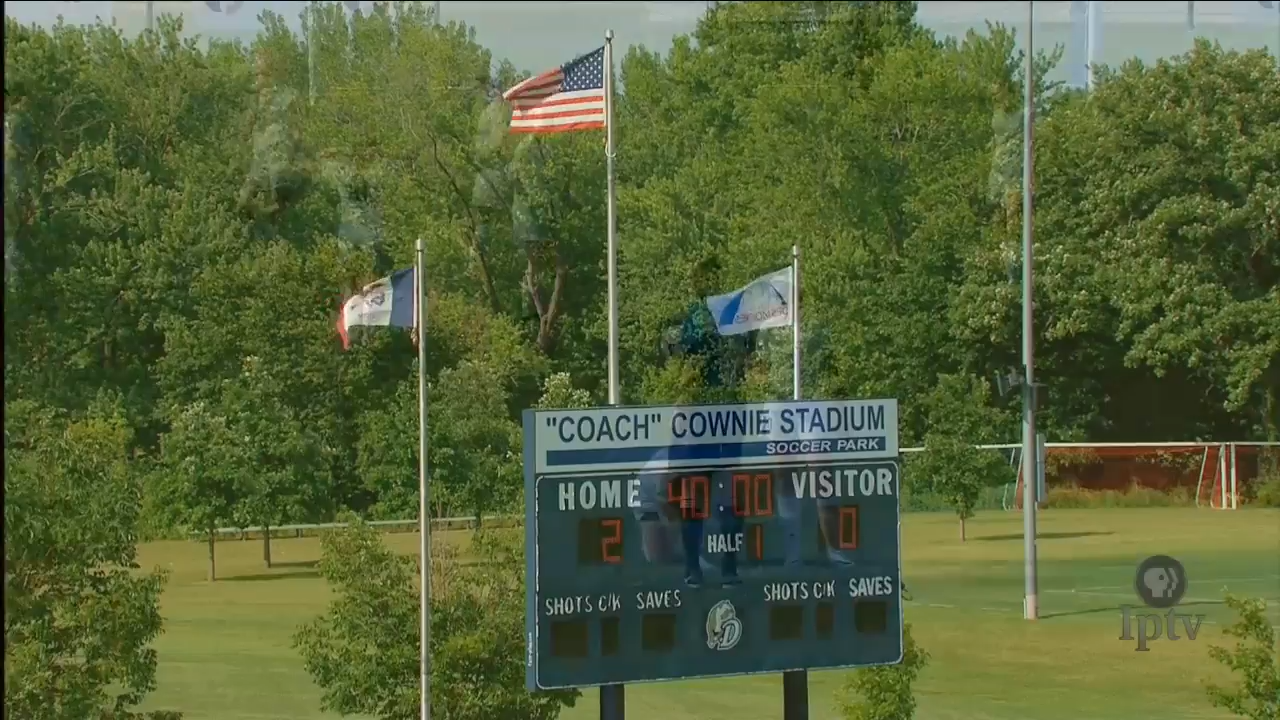 "COACH" COWNIE STADIUM
SOCCER PARK
HOME 40:00 VISITOR
2 HALF 1 0
SHOTS C/K SAVES SHOTS C/K SAVES
D
Iptv